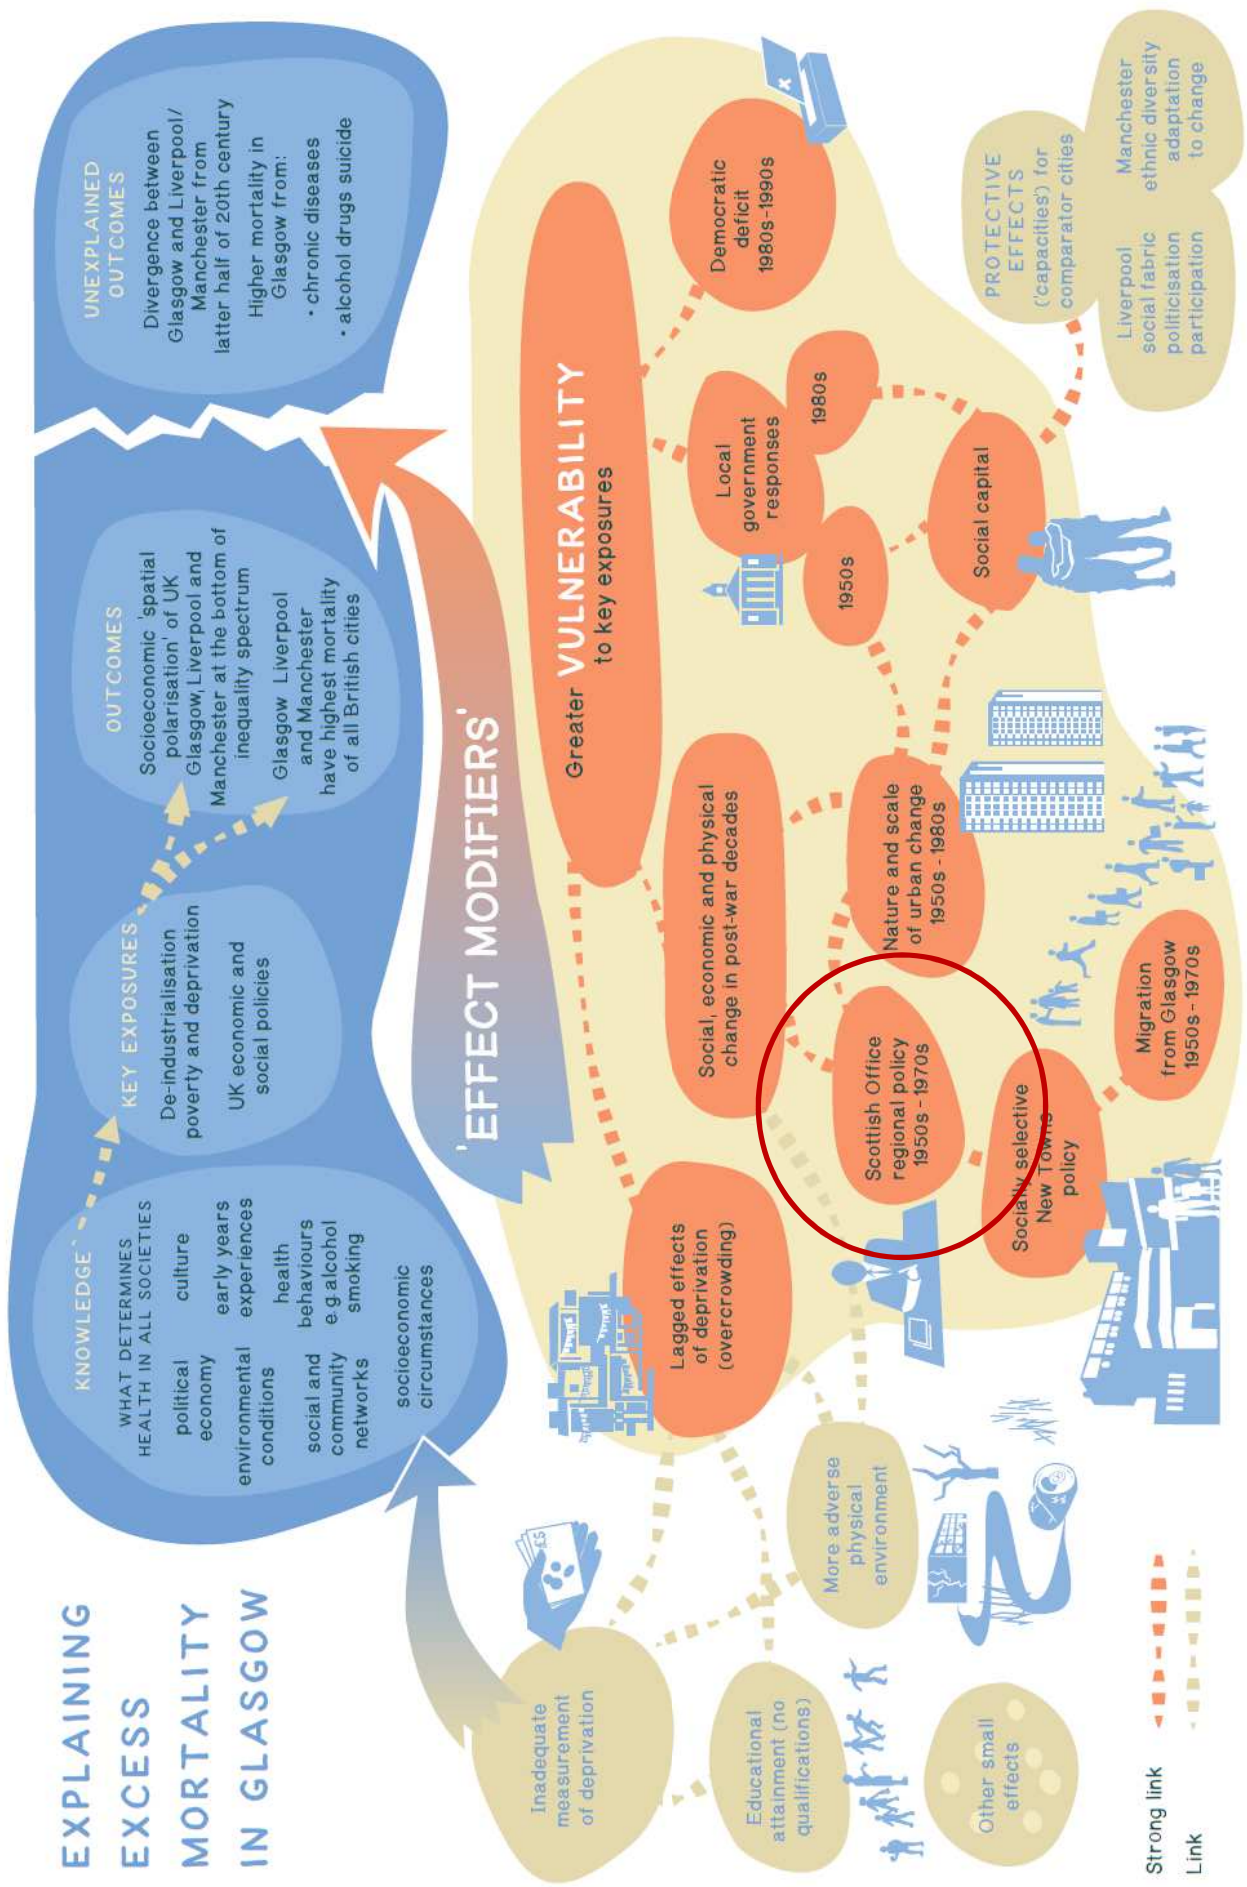 EXPLAINING
EXCESS
MORTALITY
IN GLASGOW
KNOWLEDGE
WHAT DETERMINES
HEALTH IN ALL SOCIETIES
political
economy
culture
environmental
conditions
early years
experiences
social and
community
networks
health
behaviours
e.g. alcohol
smoking
socioeconomic
circumstances
KEY EXPOSURES
De-industrialisation
poverty and deprivation
UK economic and
social policies
OUTCOMES
Socioeconomic 'spatial
polarisation' of UK
Glasgow, Liverpool and
Manchester at the bottom of
inequality spectrum
Glasgow Liverpool
and Manchester
have highest mortality
of all British cities
UNEXPLAINED
OUTCOMES
Divergence between
Glasgow and Liverpool/
Manchester from
latter half of 20th century
Higher mortality in
Glasgow from:
• chronic diseases
• alcohol drugs suicide
'EFFECT MODIFIERS'
Greater VULNERABILITY
to key exposures
Inadequate
measurement
of deprivation
£5
Educational
attainment (no
qualifications)
Other small
effects
More adverse
physical
environment
Lagged effects
of deprivation
(overcrowding)
Social, economic and physical
change in post-war decades
Scottish Office
regional policy
1950s - 1970s
Socially selective
New Towns
policy
Migration
from Glasgow
1950s - 1970s
Nature and scale
of urban change
1950s - 1980s
Local
government
responses
1950s
1980s
Social capital
Democratic
deficit
1980s-1990s
x
PROTECTIVE
EFFECTS
('capacities') for
comparator cities
Liverpool
social fabric
politicisation
participation
Manchester
ethnic diversity
adaptation
to change
Strong link
Link